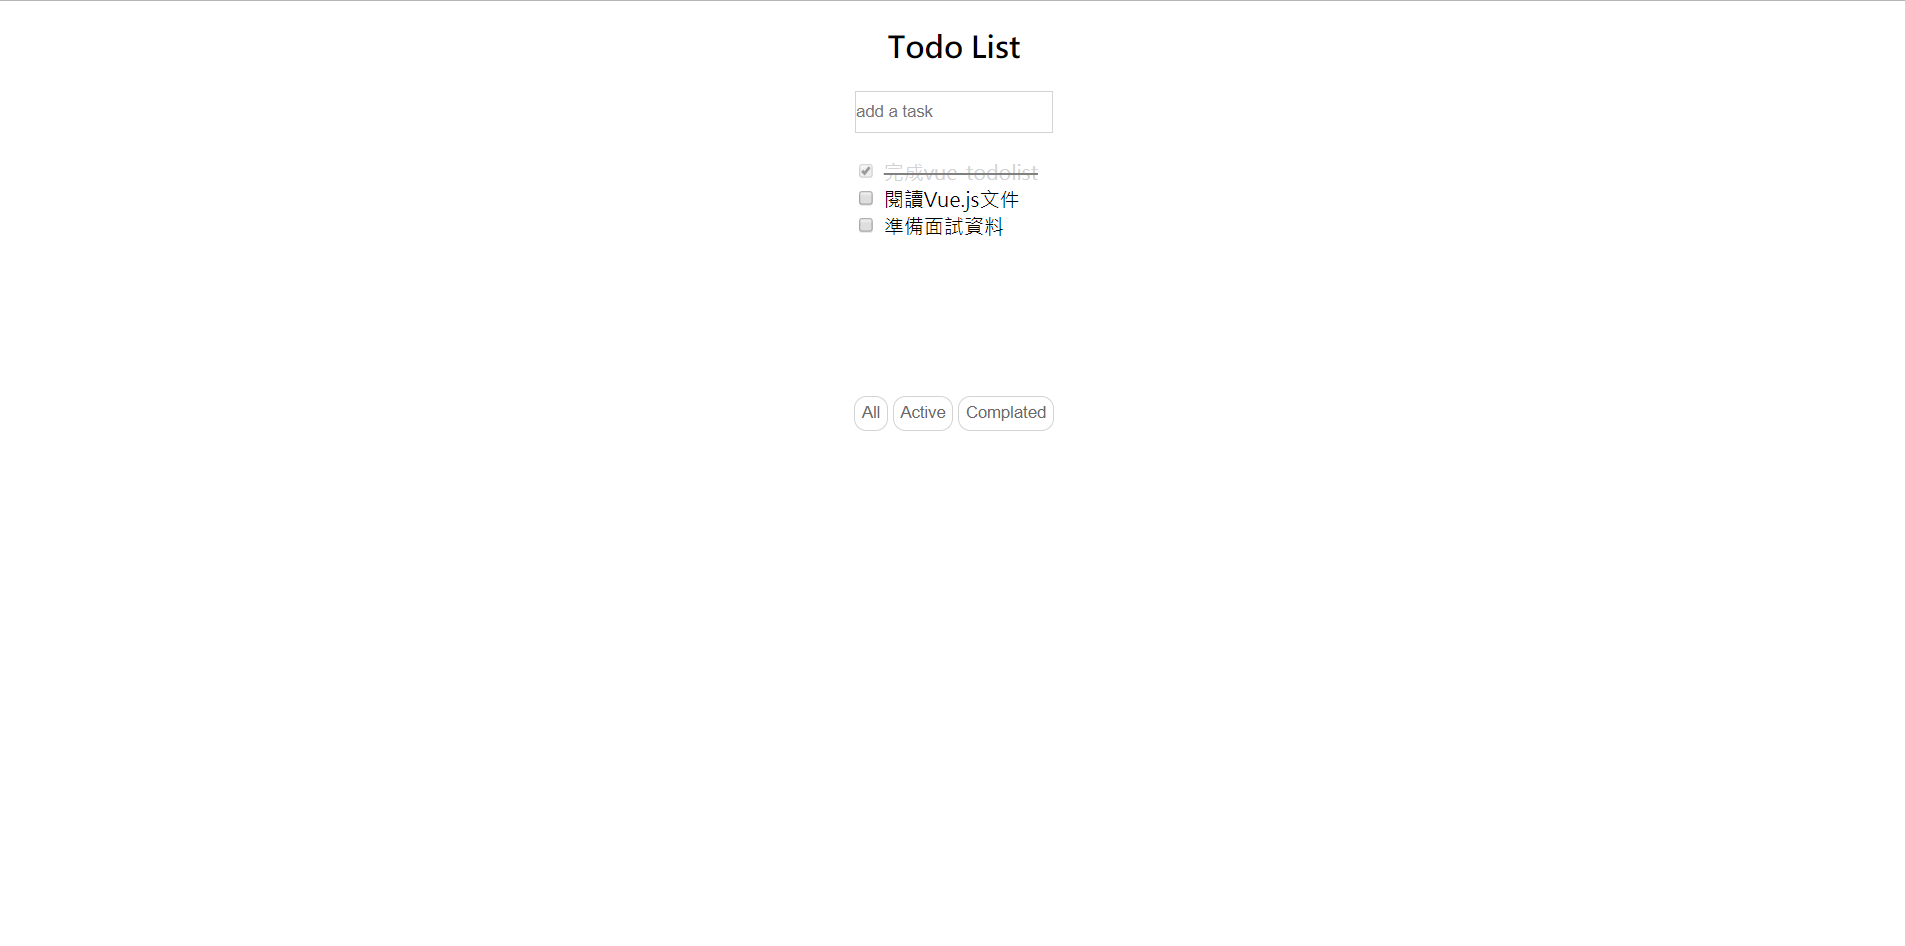 Todo List
add a task
完成vue-todolist
閱讀Vue.js文件
準備面試資料
All Active Complated